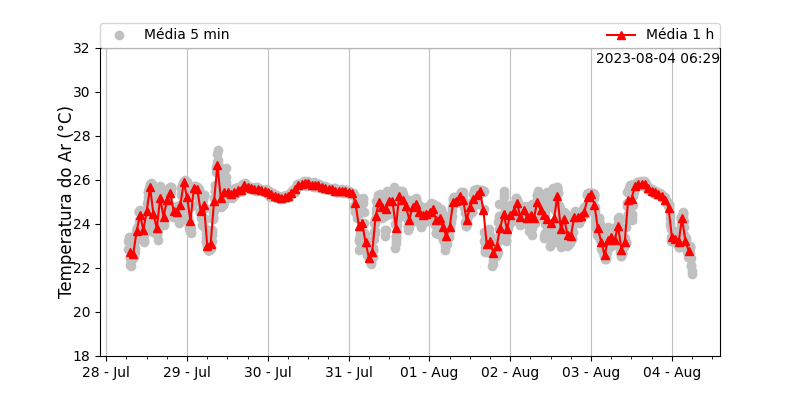 Média 5 min
Média 1 h
2023-08-04 06:29
Temperatura do Ar (°C)
32
30
28
26
24
22
20
18
28 - Jul
29 - Jul
30 - Jul
31 - Jul
01 - Aug
02 - Aug
03 - Aug
04 - Aug